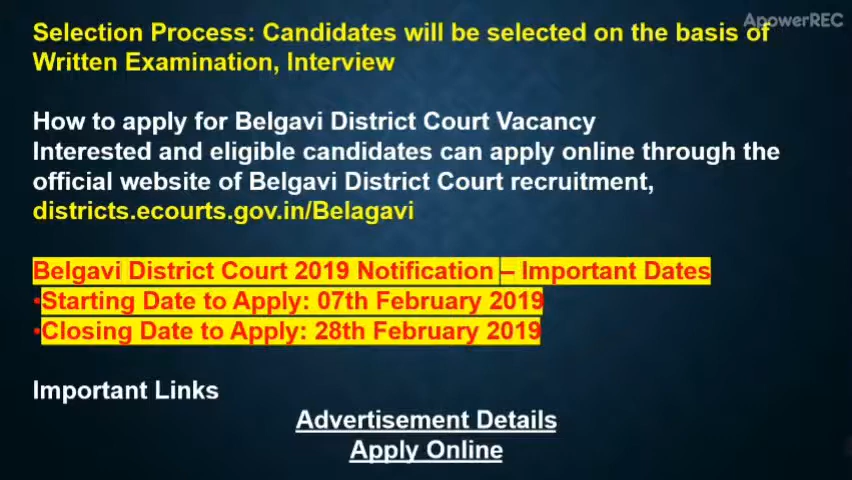 ApowerREC
Selection Process: Candidates will be selected on the basis of
Written Examination, Interview
How to apply for Belgavi District Court Vacancy
Interested and eligible candidates can apply online through the
official website of Belgavi District Court recruitment,
districts.ecourts.gov.in/Belagavi
Belgavi District Court 2019 Notification – Important Dates
•Starting Date to Apply: 07th February 2019
•Closing Date to Apply: 28th February 2019
Important Links
Advertisement Details
Apply Online